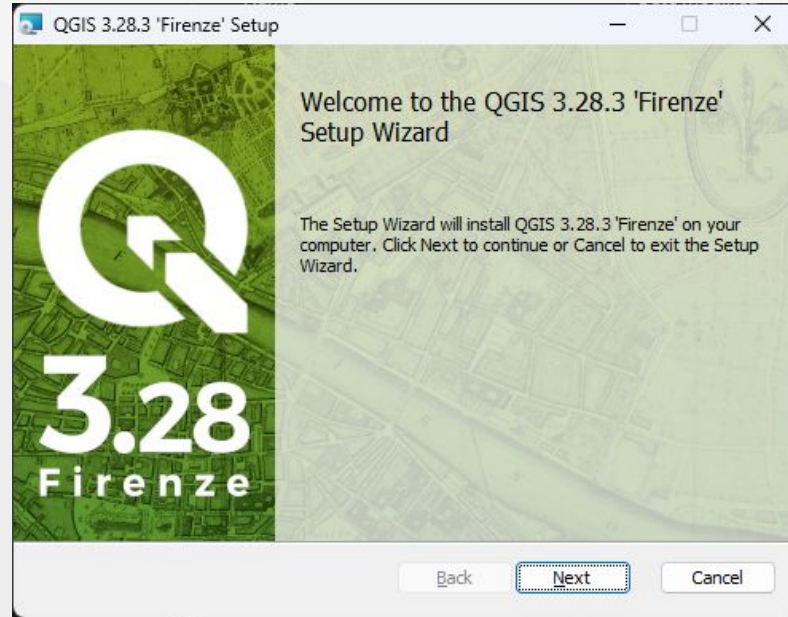 QGIS 3.28.3 'Firenze' Setup
Welcome to the QGIS 3.28.3 'Firenze'
Setup Wizard
The Setup Wizard will install QGIS 3.28.3 'Firenze' on your
computer. Click Next to continue or Cancel to exit the Setup
Wizard.
3.28
Firenze
Back
Next
Cancel